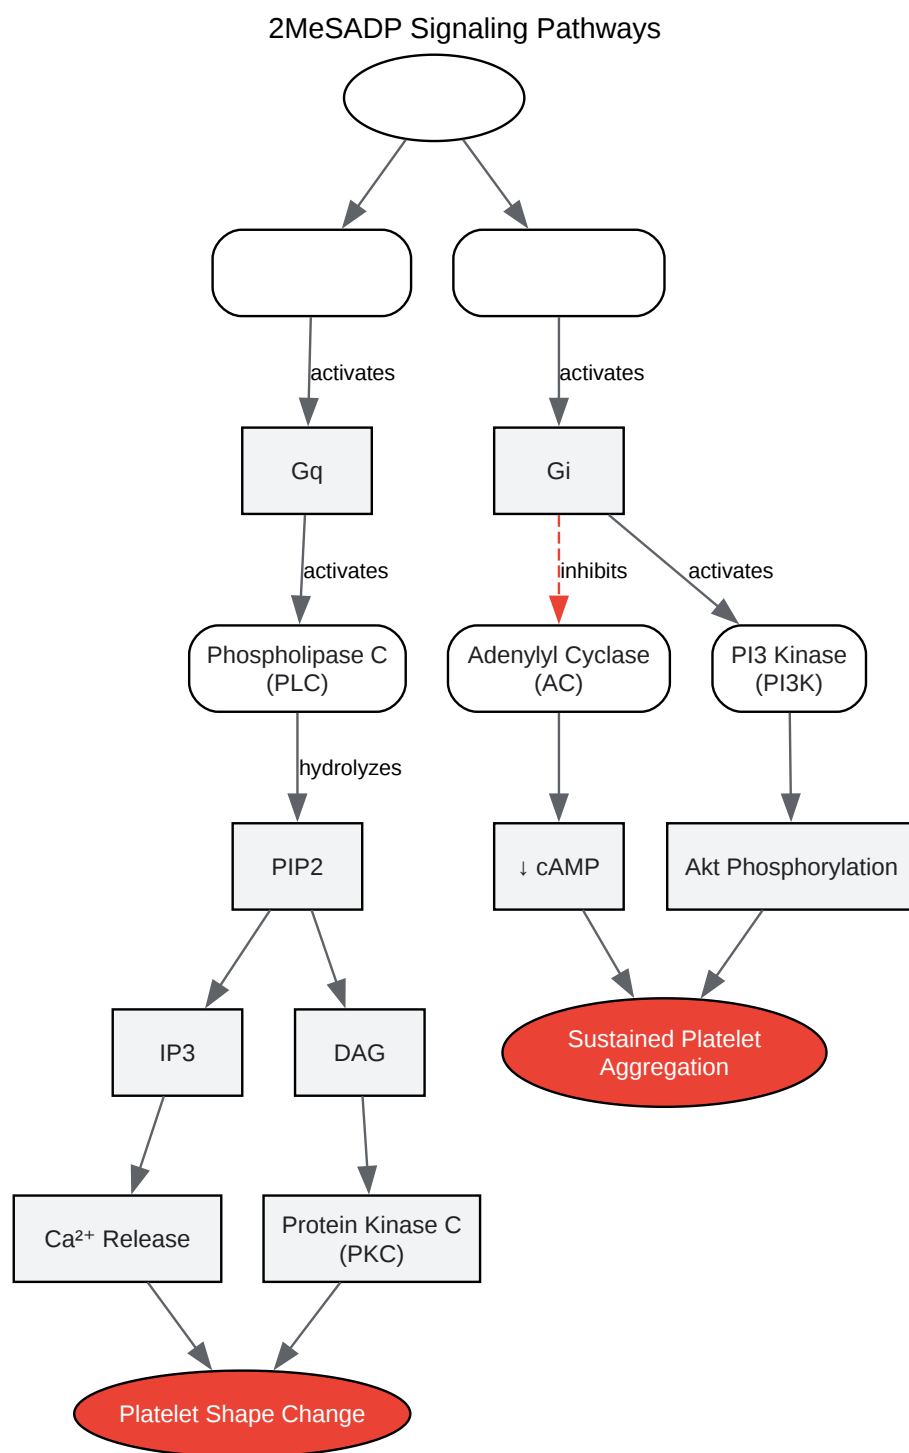 2MeSADP Signaling Pathways
activates
activates
Gq
Gi
activates
inhibits
activates
Phospholipase C
(PLC)
Adenylyl Cyclase
(AC)
PI3 Kinase
(PI3K)
hydrolyzes
PIP2
↓ cAMP
Akt Phosphorylation
IP3
DAG
Sustained Platelet
Aggregation
Ca²⁺ Release
Protein Kinase C
(PKC)
Platelet Shape Change